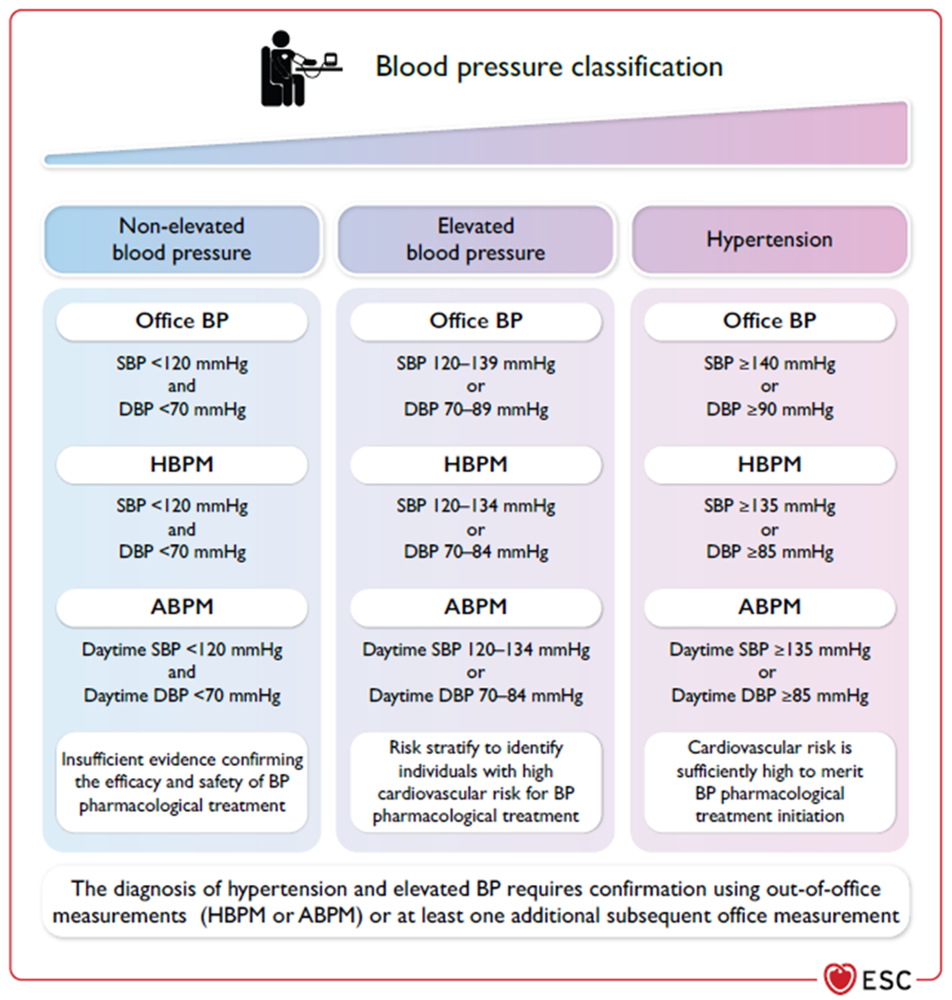 Blood pressure classification
Non-elevated
blood pressure
Elevated
blood pressure
Hypertension
Office BP
SBP <120 mmHg
and
DBP <70 mmHg
HBPM
SBP <120 mmHg
and
DBP <70 mmHg
ABPM
Daytime SBP <120 mmHg
and
Daytime DBP <70 mmHg
Insufficient evidence confirming
the efficacy and safety of BP
pharmacological treatment
Office BP
SBP 120–139 mmHg
or
DBP 70–89 mmHg
HBPM
SBP 120–134 mmHg
or
DBP 70–84 mmHg
ABPM
Daytime SBP 120–134 mmHg
or
Daytime DBP 70–84 mmHg
Risk stratify to identify
individuals with high
cardiovascular risk for BP
pharmacological treatment
Office BP
SBP ≥140 mmHg
or
DBP ≥90 mmHg
HBPM
SBP ≥135 mmHg
or
DBP ≥85 mmHg
ABPM
Daytime SBP ≥135 mmHg
or
Daytime DBP ≥85 mmHg
Cardiovascular risk is
sufficiently high to merit
BP pharmacological
treatment initiation
The diagnosis of hypertension and elevated BP requires confirmation using out-of-office
measurements (HBPM or ABPM) or at least one additional subsequent office measurement
ESC